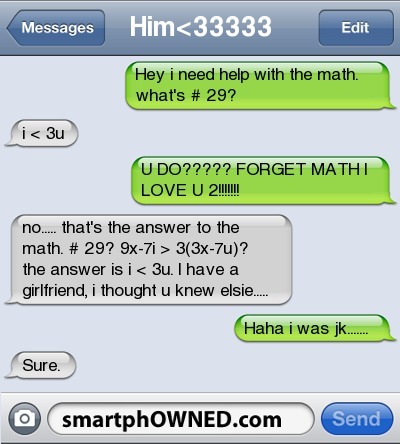 Messages
Him<33333
Edit
Hey i need help with the math.
what's # 29?
i < 3u
U DO????? FORGET MATH I
LOVE U 2!!!!!!!
no..... that's the answer to the
math. # 29? 9x-7i > 3(3x-7u)?
the answer is i < 3u. I have a
girlfriend, i thought u knew elsie.....
Haha i was jk.......
Sure.
smartphOWNED.com
Send